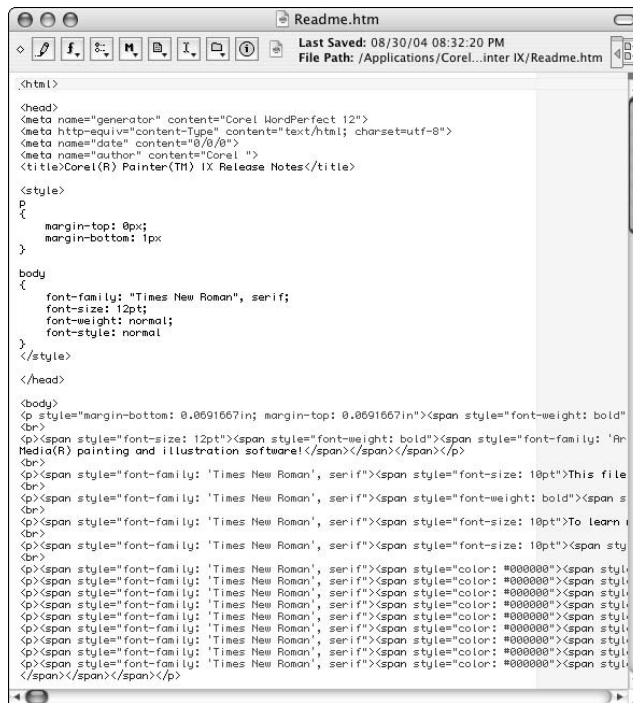 Readme.htm
Last Saved: 08/30/04 08:32:20 PM
File Path: /Applications/Corel...inter IX/Readme.htm
<html>
<head>
<meta name="generator" content="Corel WordPerfect 12">
<meta http-equiv="content-Type" content="text/html; charset=utf-8">
<meta name="date" content="0/0/0">
<meta name="author" content="Corel ">
<title>Corel(R) Painter(TM) IX Release Notes</title>
<style>
p
{
margin-top: 0px;
margin-bottom: 1px
}
body
{
font-family: "Times New Roman", serif;
font-size: 12pt;
font-weight: normal;
font-style: normal
}
</style>
</head>
<body>
<p style="margin-bottom: 0.0691667in; margin-top: 0.0691667in"><span style="font-weight: bold"
<br>
<p><span style="font-size: 12pt"><span style="font-weight: bold"><span style="font-family: 'Ar
Media(R) painting and illustration software!</span></span></span></p>
<br>
<p><span style="font-family: 'Times New Roman', serif"><span style="font-size: 10pt">This file
<br>
<p><span style="font-family: 'Times New Roman', serif"><span style="font-weight: bold"><span s
<br>
<p><span style="font-family: 'Times New Roman', serif"><span style="font-size: 10pt">To learn
<br>
<p><span style="font-family: 'Times New Roman', serif"><span style="font-size: 10pt"><span sty
<br>
<p><span style="font-family: 'Times New Roman', serif"><span style="color: #000000"><span styl
<p><span style="font-family: 'Times New Roman', serif"><span style="color: #000000"><span styl
<p><span style="font-family: 'Times New Roman', serif"><span style="color: #000000"><span styl
<p><span style="font-family: 'Times New Roman', serif"><span style="color: #000000"><span styl
<p><span style="font-family: 'Times New Roman', serif"><span style="color: #000000"><span styl
<p><span style="font-family: 'Times New Roman', serif"><span style="color: #000000"><span styl
<p><span style="font-family: 'Times New Roman', serif"><span style="color: #000000"><span styl
<p><span style="font-family: 'Times New Roman', serif"><span style="color: #000000"><span styl
<p><span style="font-family: 'Times New Roman', serif"><span style="color: #000000"><span styl
</span></span></span></p>